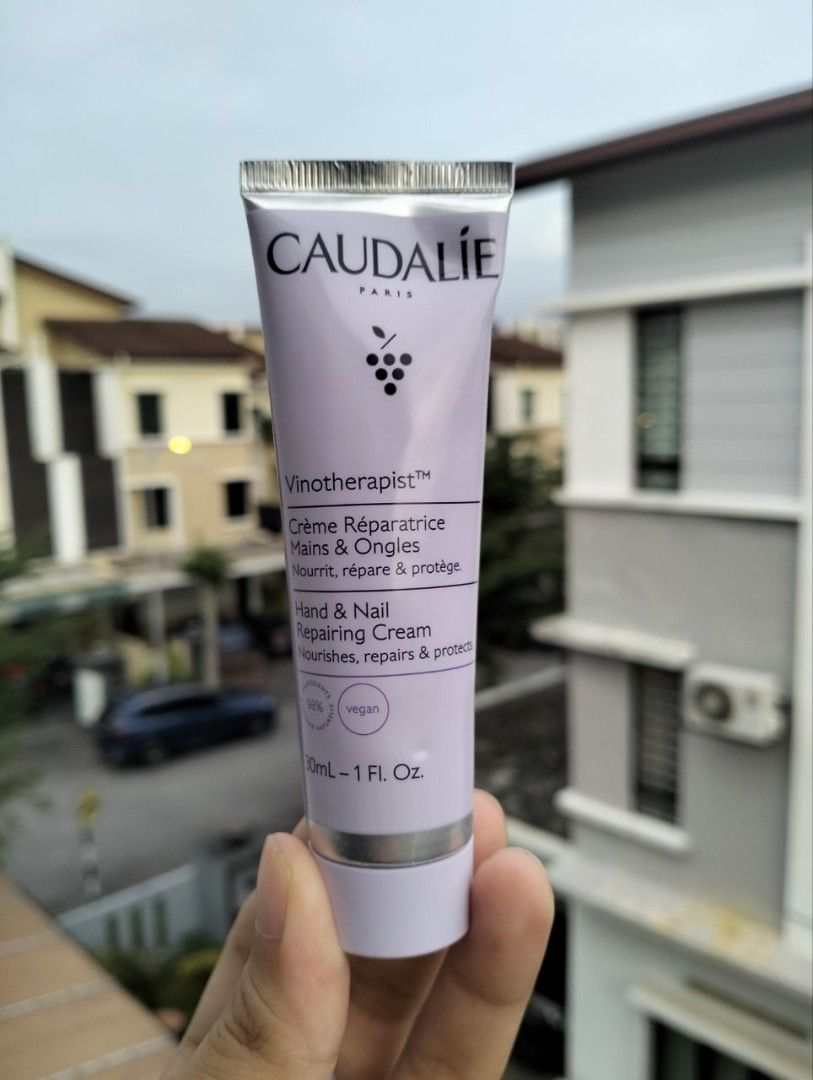 CAUDALÍE
PARIS
Vinotherapist™
Crème Réparatrice
Mains & Ongles
Nourrit, répare & protège.
Hand & Nail
Repairing Cream
Nourishes, repairs & protects
98%
vegan
30mL – 1 Fl. Oz.